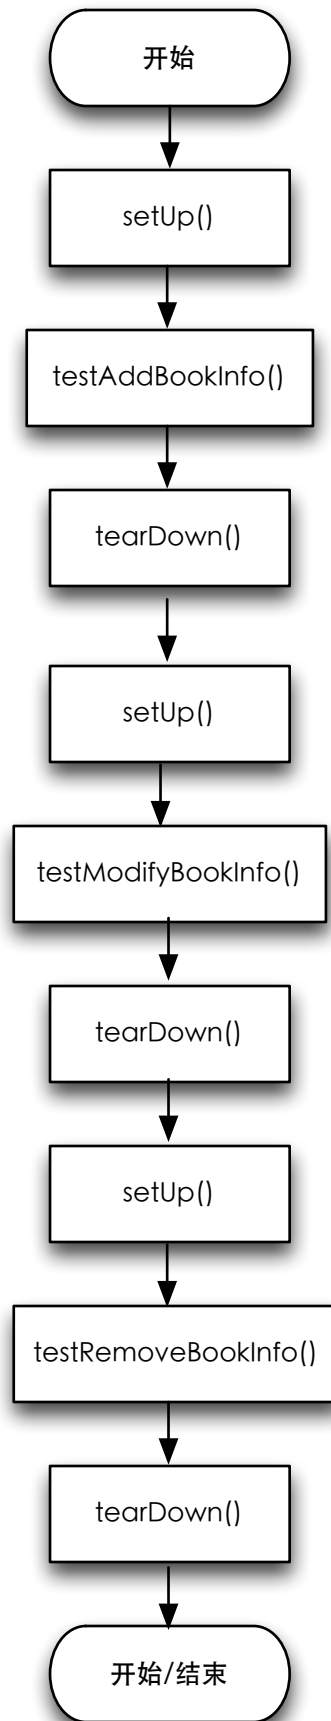 开始
setUp()
testAddBookInfo()
tearDown()
setUp()
testModifyBookInfo()
tearDown()
setUp()
testRemoveBookInfo()
tearDown()
开始/结束